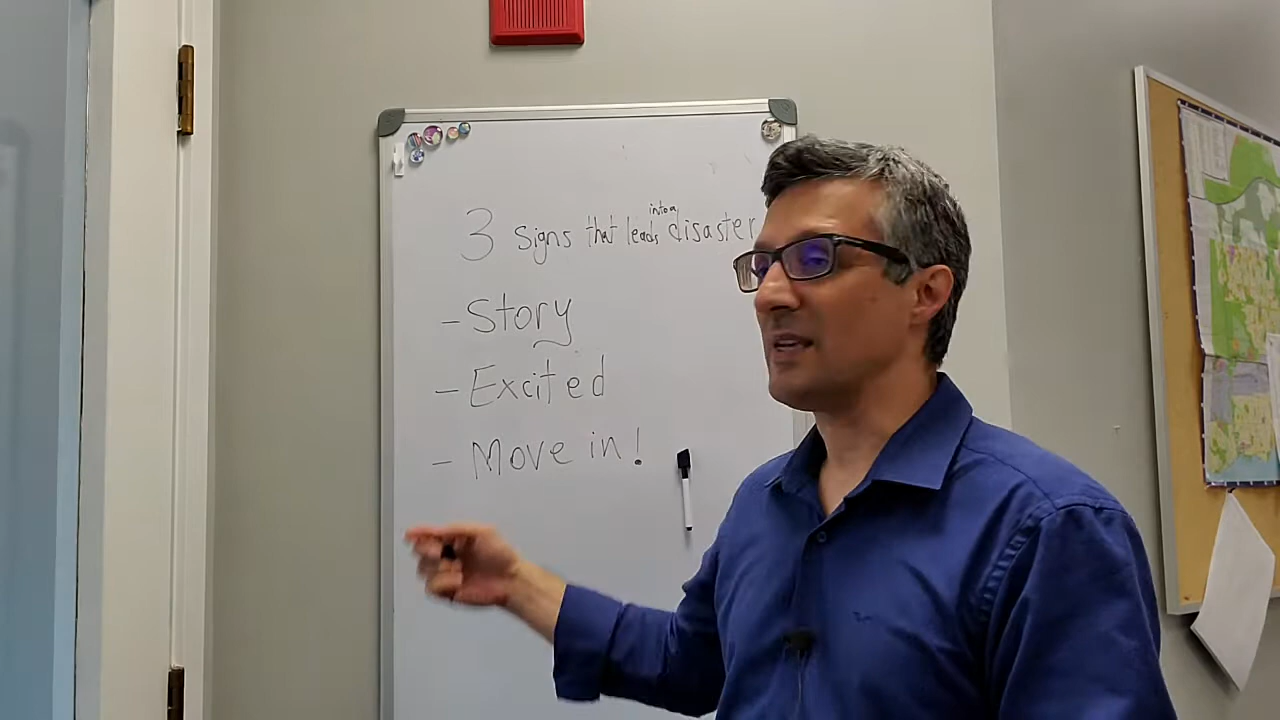 3 signs that leads into a disaster
- Story
- Excited
- Move in!